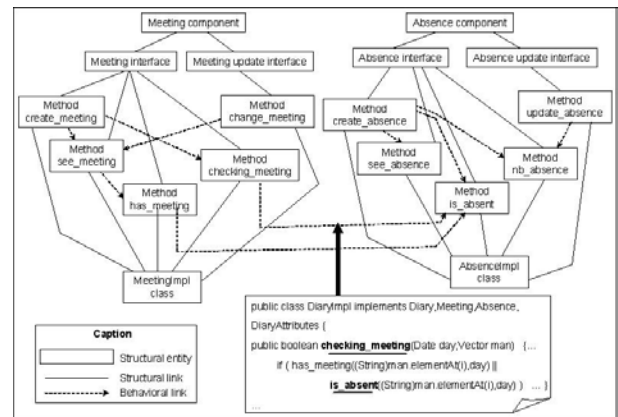 Meeting component
Absence component
Meeting interface
Meeting update interface
Absence interface
Absence update interface
Method
create_meeting
Method
change_meeting
Method
create_absence
Method
update_absence
Method
see_meeting
Method
checking_meeting
Method
see_absence
Method
nb_absence
Method
has_meeting
Method
is_absent
MeetingImpl
class
AbsenceImpl
class
public class DiaryImpl implements Diary,Meeting,Absence,
DiaryAttributes {
public boolean checking_meeting(Date day;Vector man) {...
if ( has_meeting((String)man.elementAt(i),day) ||
is_absent((String)man.elementAt(i),day) ) ... }
...
Caption
Structural entity
Structural link
Behavioral link